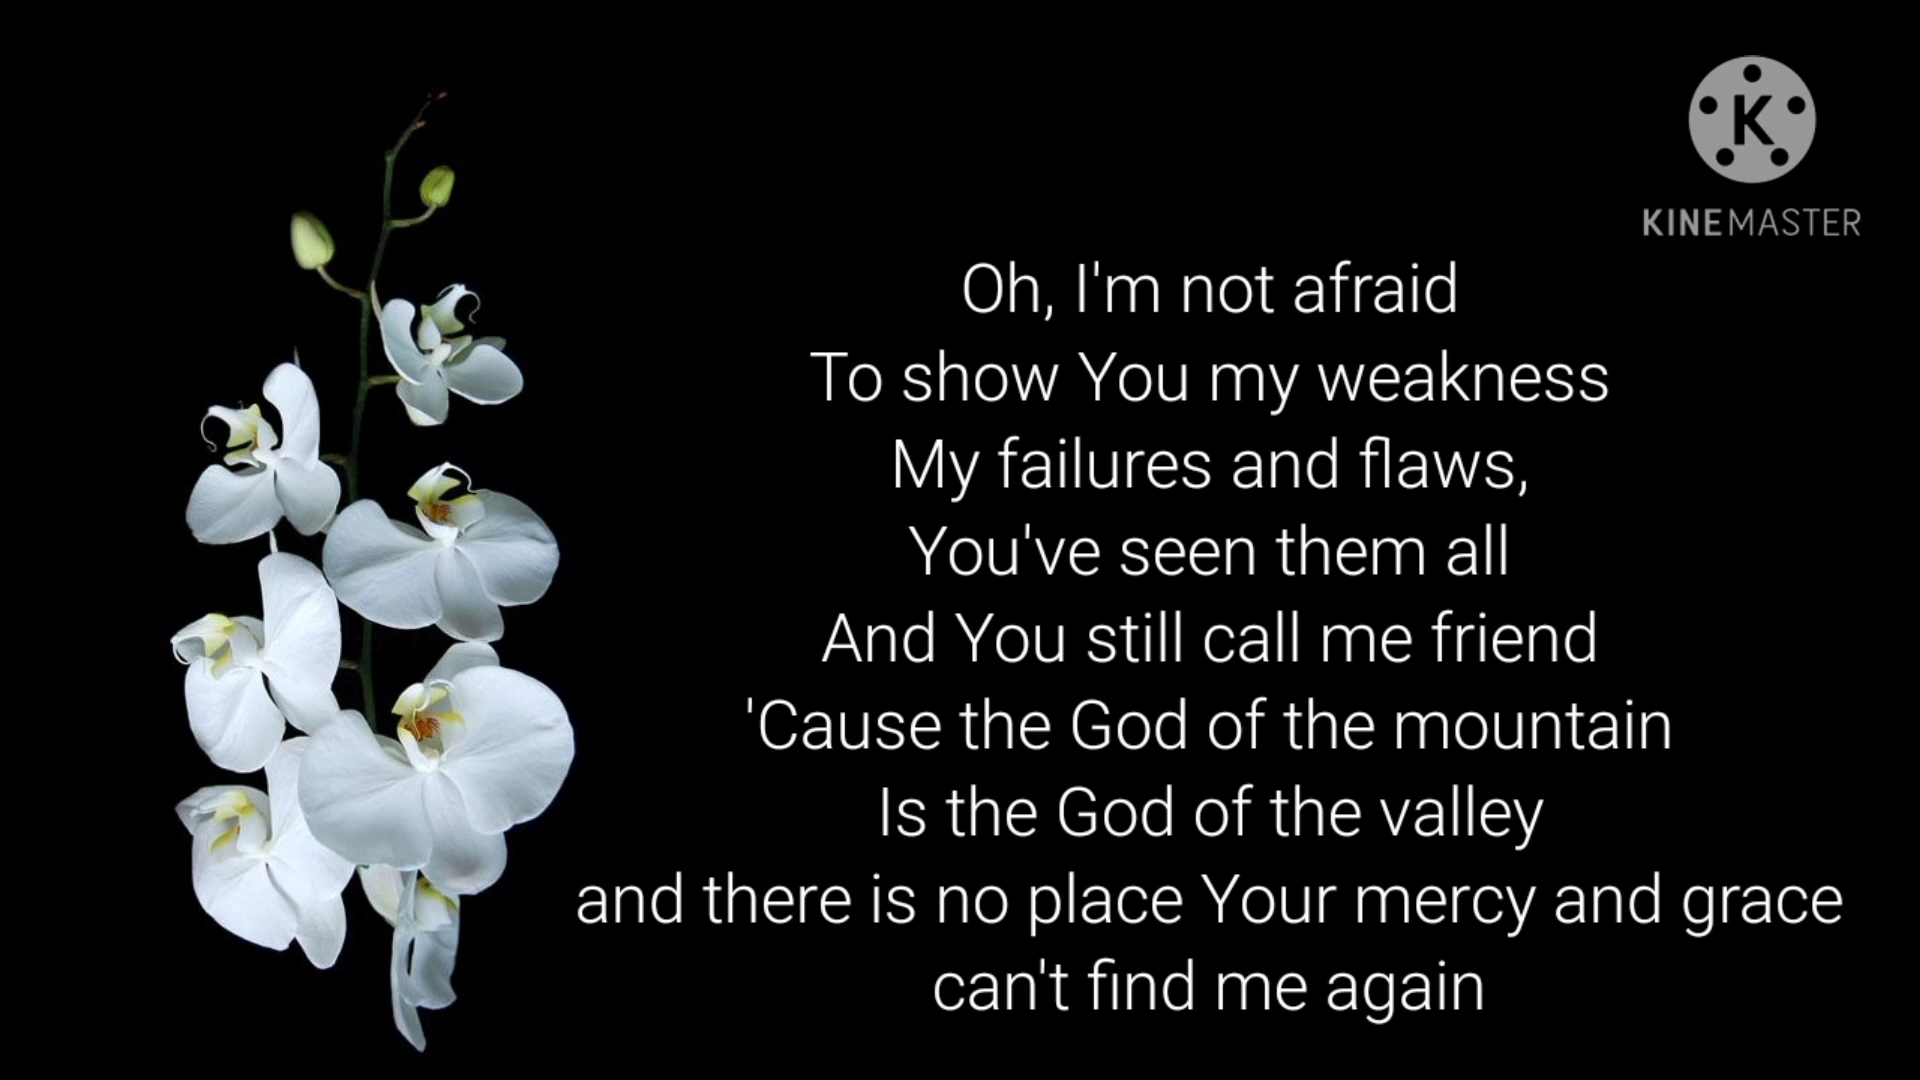 K
KINEMASTER
Oh, I'm not afraid
To show You my weakness
My failures and flaws,
You've seen them all
And You still call me friend
'Cause the God of the mountain
Is the God of the valley
and there is no place Your mercy and grace
can't find me again